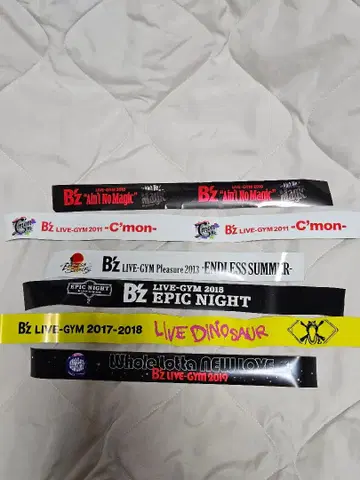 LIVE-GYM 2010
B'z "Ain't No Magic"
LIVE-GYM 2010
B'z "Ain't No Magic"
Magic
B'z LIVE-GYM 2011 -C'mon-
B'z LIVE-GYM 2011 -C'mon-
B'z LIVE-GYM Pleasure 2013 -ENDLESS SUMMER-
EPIC NIGHT
B'z LIVE-GYM 2015
EPIC NIGHT
B'z LIVE-GYM 2017-2018 LIVE DINOSAUR
Whole Lotta NEW LOVE
B'z LIVE-GYM 2019